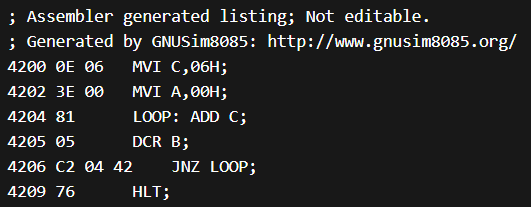 ; Assembler generated listing; Not editable.
; Generated by GNUSim8085: http://www.gnusim8085.org/
4200 0E 06   MVI C,06H;
4202 3E 00   MVI A,00H;
4204 81      LOOP: ADD C;
4205 05      DCR B;
4206 C2 04 42    JNZ LOOP;
4209 76      HLT;